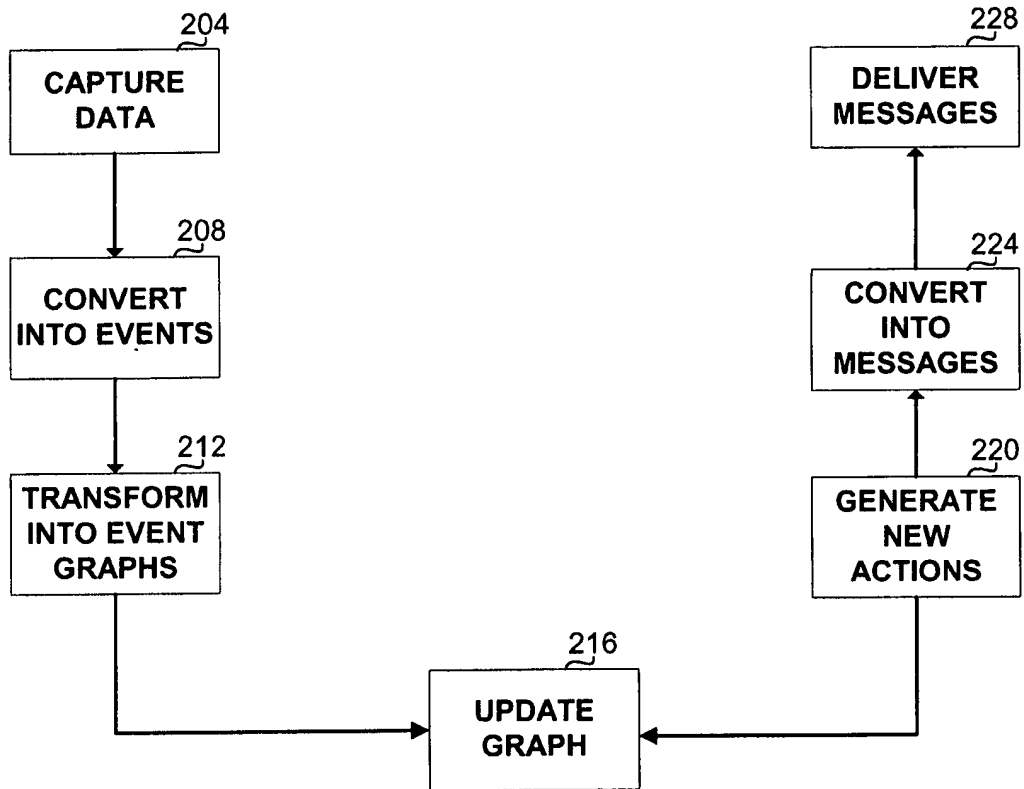 204
CAPTURE
DATA
208
CONVERT
INTO EVENTS
212
TRANSFORM
INTO EVENT
GRAPHS
216
UPDATE
GRAPH
220
GENERATE
NEW
ACTIONS
224
CONVERT
INTO
MESSAGES
228
DELIVER
MESSAGES